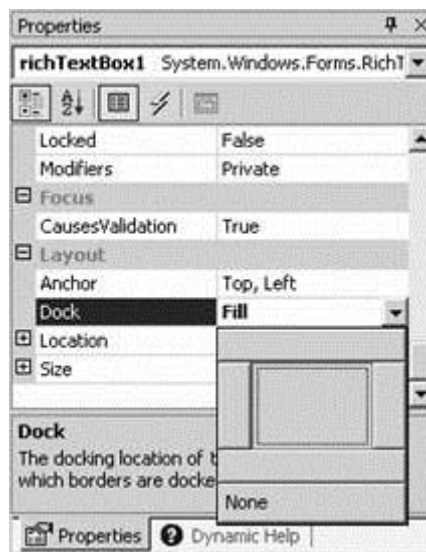 Properties
richTextBox1 System.Windows.Forms.RichT
Locked False
Modifiers Private
Focus
CausesValidation True
Layout
Anchor Top, Left
Dock Fill
Location
Size
Dock
The docking location of t
which borders are docke
None
Properties Dynamic Help